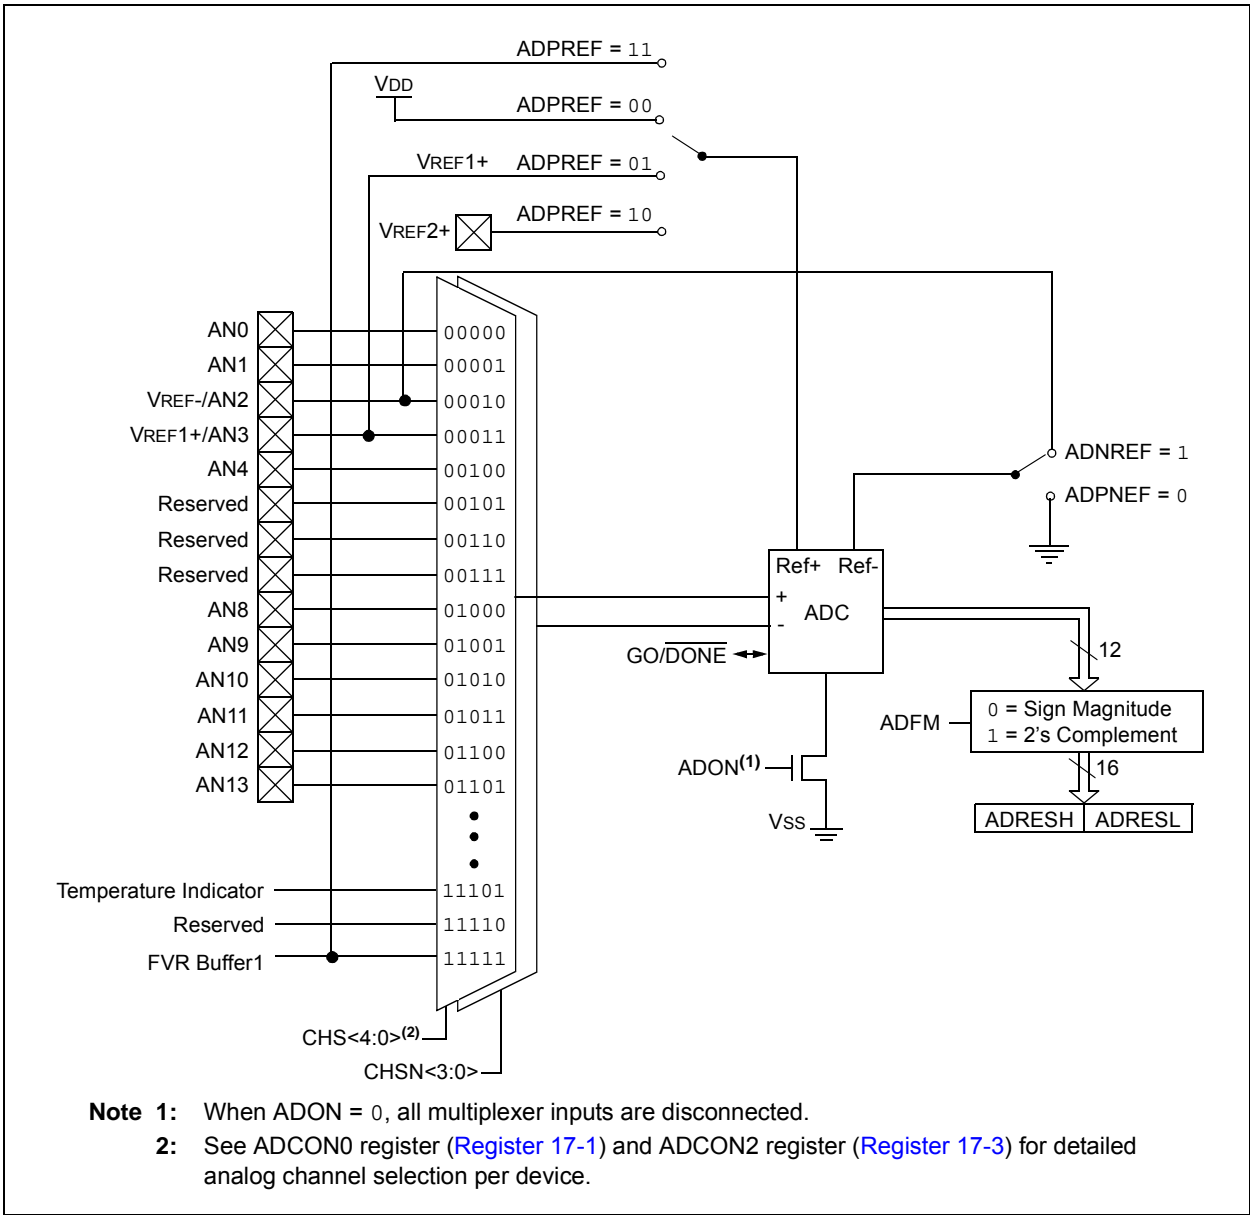 ADPREF = 11
VDD
ADPREF = 00
VREF1+ ADPREF = 01
ADPREF = 10
VREF2+
AN0 00000
AN1 00001
VREF-/AN2 00010
VREF1+/AN3 00011
AN4 00100
Reserved 00101
Reserved 00110
Reserved 00111
AN8 01000
AN9 01001
AN10 01010
AN11 01011
AN12 01100
AN13 01101
Temperature Indicator 11101
Reserved 11110
FVR Buffer1 11111
CHS<4:0>(2)
CHSN<3:0>
ADNREF = 1
ADPNEF = 0
Ref+ Ref-
+
ADC
-
GO/DONE
ADON(1)
VSS
12
ADFM
0 = Sign Magnitude
1 = 2's Complement
16
ADRESH ADRESL
Note 1: When ADON = 0, all multiplexer inputs are disconnected.
2: See ADCON0 register (Register 17-1) and ADCON2 register (Register 17-3) for detailed
analog channel selection per device.